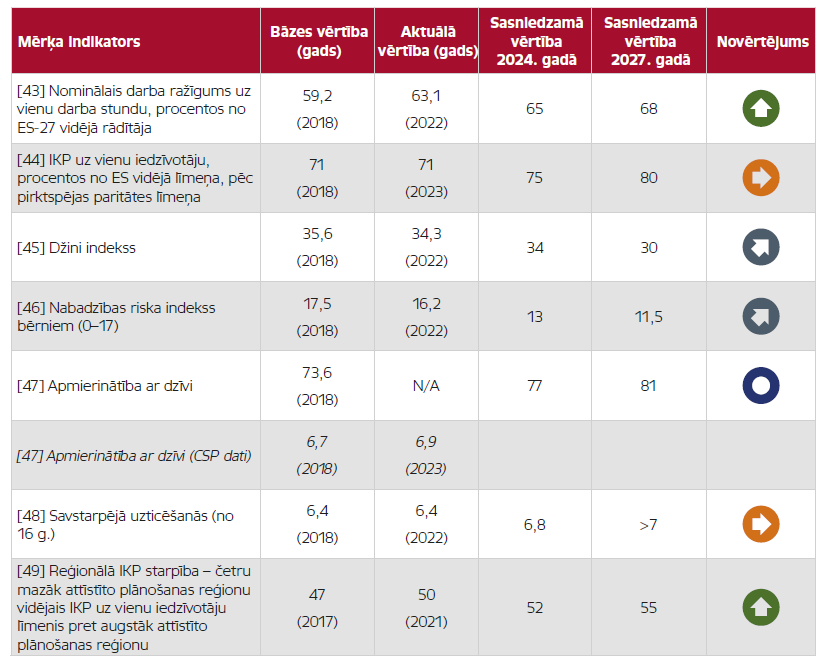 Mērķa indikators
Bāzes vērtība
(gads)
Aktuālā
vērtība (gads)
Sasniedzamā
vērtība
2024. gadā
Sasniedzamā
vērtība
2027. gadā
Novērtējums
[43] Nominālais darba ražīgums uz
vienu darba stundu, procentos no
ES-27 vidējā rādītāja
59,2
(2018)
63,1
(2022)
65
68
[44] IKP uz vienu iedzīvotāju,
procentos no ES vidējā līmeņa, pēc
pirktspējas paritātes līmeņa
71
(2018)
71
(2023)
75
80
[45] Džini indekss
35,6
(2018)
34,3
(2022)
34
30
[46] Nabadzības riska indekss
bērniem (0–17)
17,5
(2018)
16,2
(2022)
13
11,5
[47] Apmierinātība ar dzīvi
73,6
(2018)
N/A
77
81
[47] Apmierinātība ar dzīvi (CSP dati)
6,7
(2018)
6,9
(2023)
[48] Savstarpējā uzticēšanās (no
16 g.)
6,4
(2018)
6,4
(2022)
6,8
>7
[49] Reģionālā IKP starpība – četru
mazāk attīstīto plānošanas reģionu
vidējais IKP uz vienu iedzīvotāju
līmenis pret augstāk attīstīto
plānošanas reģionu
47
(2017)
50
(2021)
52
55